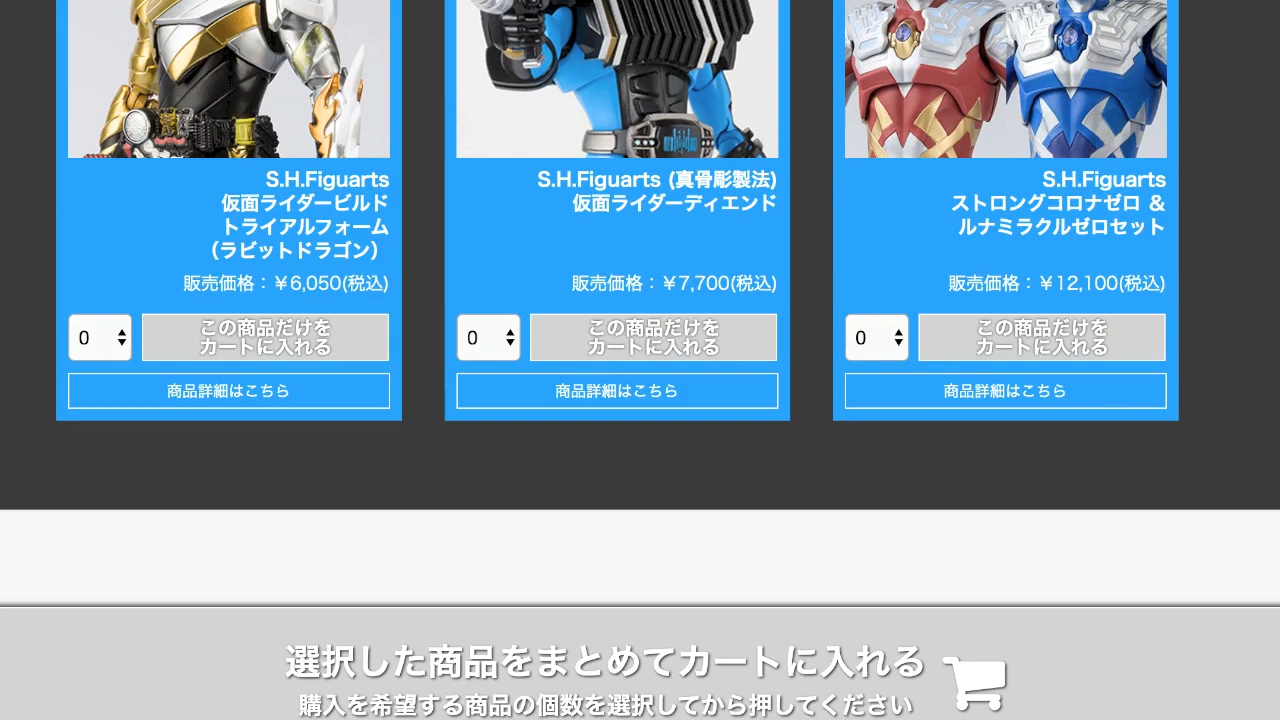 S.H.Figuarts
仮面ライダービルド
トライアルフォーム
（ラビットドラゴン）
販売価格：￥6,050(税込)
0
この商品だけを
カートに入れる
商品詳細はこちら
S.H.Figuarts (真骨彫製法)
仮面ライダーディエンド
販売価格：￥7,700(税込)
0
この商品だけを
カートに入れる
商品詳細はこちら
S.H.Figuarts
ストロングコロナゼロ ＆
ルナミラクルゼロセット
販売価格：￥12,100(税込)
0
この商品だけを
カートに入れる
商品詳細はこちら
選択した商品をまとめてカートに入れる
購入を希望する商品の個数を選択してから押してください